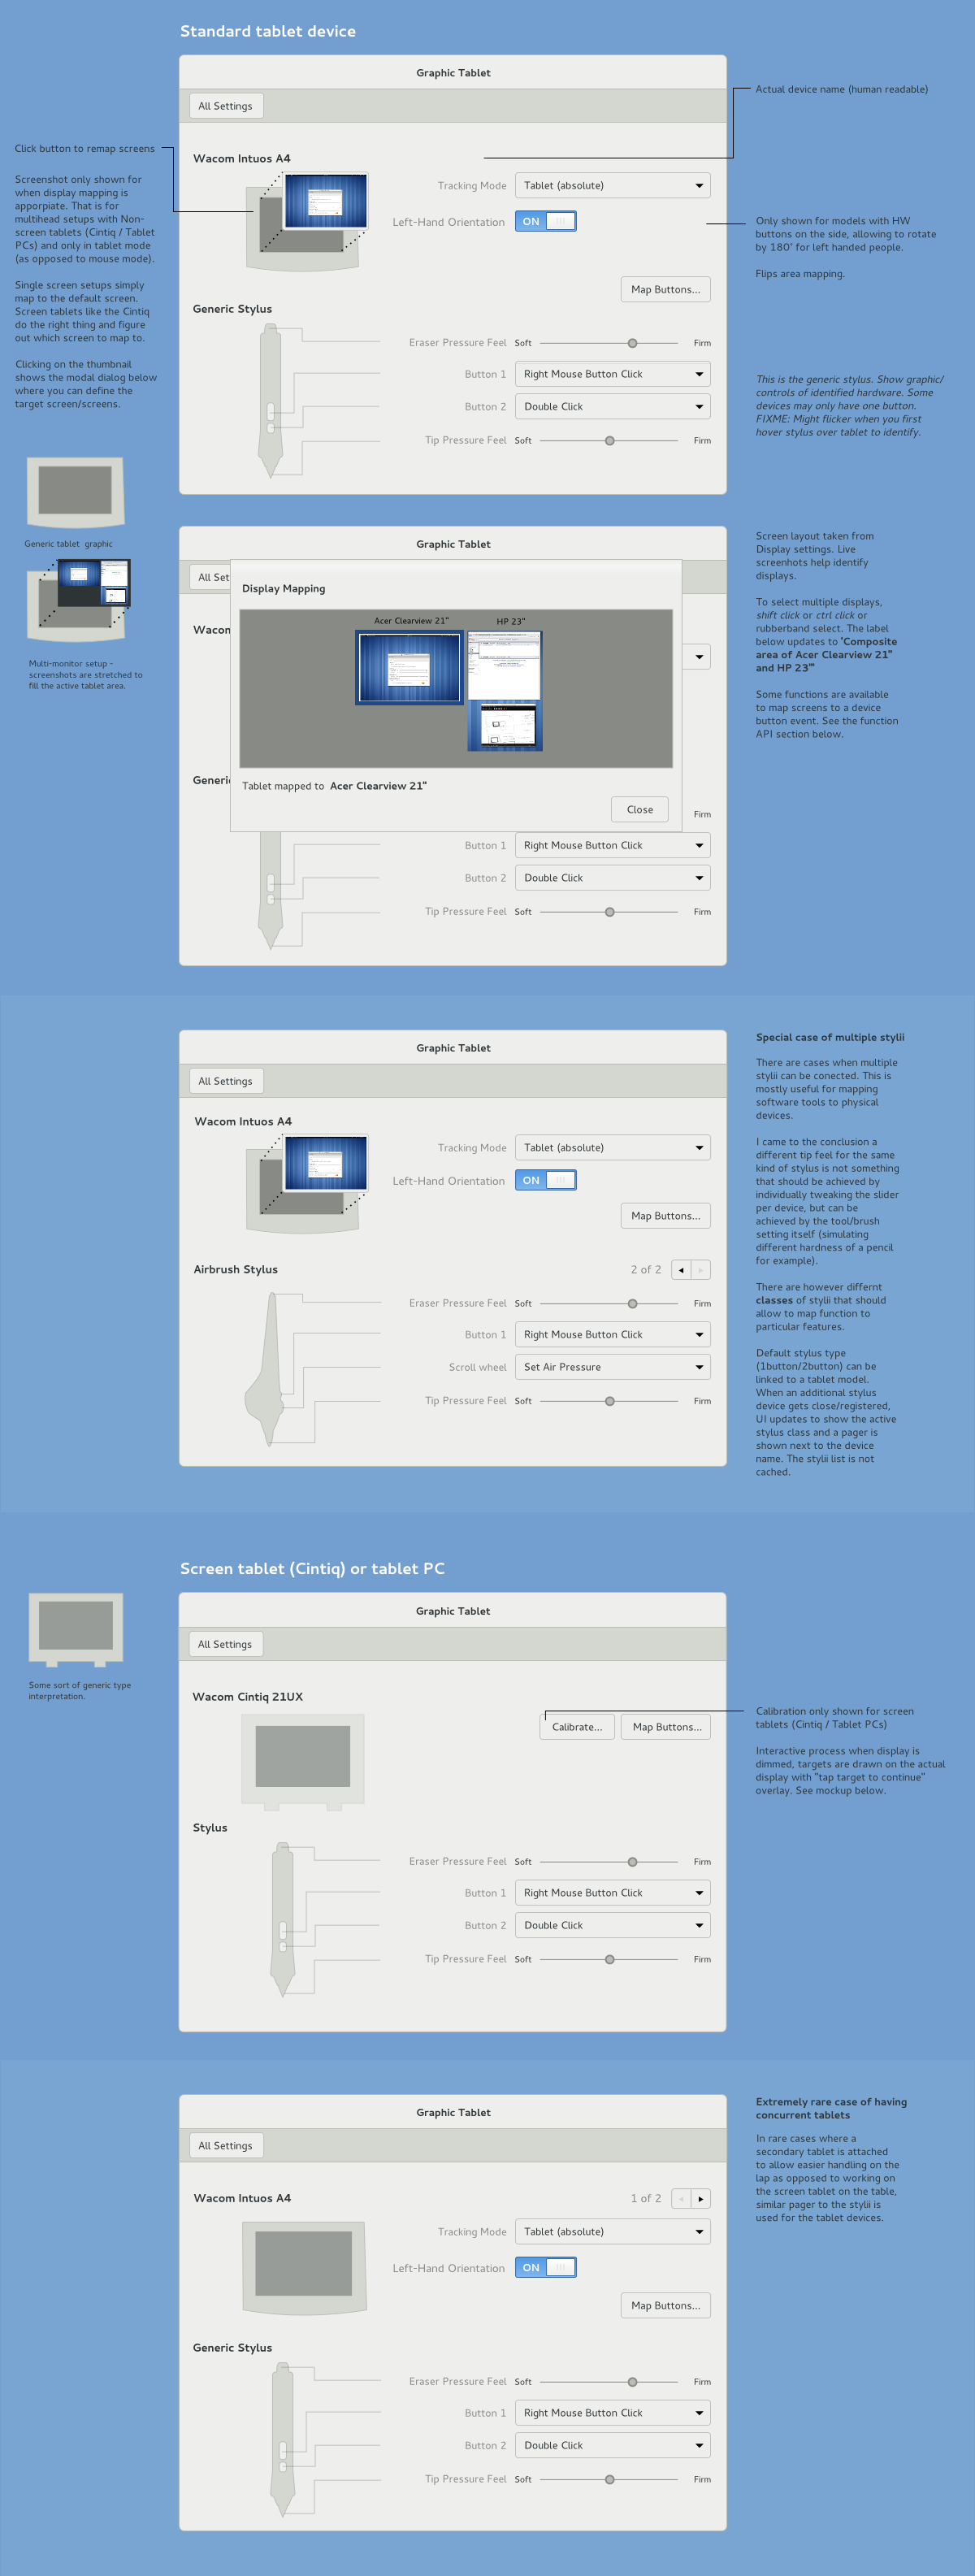 Standard tablet device
Graphic Tablet
All Settings
Actual device name (human readable)
Click button to remap screens
Screenshot only shown for
when display mapping is
apporpiate. That is for
multihead setups with Non-
screen tablets (Cintiq / Tablet
PCs) and only in tablet mode
(as opposed to mouse mode).
Single screen setups simply
map to the default screen.
Screen tablets like the Cintiq
do the right thing and figure
out which screen to map to.
Clicking on the thumbnail
shows the modal dialog below
where you can define the
target screen/screens.
Wacom Intuos A4
Tracking Mode Tablet (absolute)
Left-Hand Orientation ON
Only shown for models with HW
buttons on the side, allowing to rotate
by 180° for left handed people.
Flips area mapping.
Map Buttons...
Generic Stylus
Eraser Pressure Feel Soft Firm
Button 1 Right Mouse Button Click
Button 2 Double Click
Tip Pressure Feel Soft Firm
This is the generic stylus. Show graphic/
controls of identified hardware. Some
devices may only have one button.
FIXME: Might flicker when you first
hover stylus over tablet to identify.
Generic tablet graphic
Multi-monitor setup -
screenshots are stretched to
fill the active tablet area.
Graphic Tablet
All Set
Wacon
Generi
Display Mapping
Acer Clearview 21"
HP 23"
Tablet mapped to Acer Clearview 21"
Close
Firm
Button 1 Right Mouse Button Click
Button 2 Double Click
Tip Pressure Feel Soft Firm
Screen layout taken from
Display settings. Live
screenhots help identify
displays.
To select multiple displays,
shift click or ctrl click or
rubberband select. The label
below updates to "Composite
area of Acer Clearview 21"
and HP 23""
Some functions are available
to map screens to a device
button event. See the function
API section below.
Graphic Tablet
All Settings
Wacom Intuos A4
Tracking Mode Tablet (absolute)
Left-Hand Orientation ON
Map Buttons...
Airbrush Stylus 2 of 2
Eraser Pressure Feel Soft Firm
Button 1 Right Mouse Button Click
Scroll wheel Set Air Pressure
Tip Pressure Feel Soft Firm
Special case of multiple stylii
There are cases when multiple
stylii can be conected. This is
mostly useful for mapping
software tools to physical
devices.
I came to the conclusion a
different tip feel for the same
kind of stylus is not something
that should be achieved by
individually tweaking the slider
per device, but can be
achieved by the tool/brush
setting itself (simulating
different hardness of a pencil
for example).
There are however differnt
classes of stylii that should
allow to map function to
particular features.
Default stylus type
(1button/2button) can be
linked to a tablet model.
When an additional stylus
device gets close/registered,
UI updates to show the active
stylus class and a pager is
shown next to the device
name. The stylii list is not
cached.
Screen tablet (Cintiq) or tablet PC
Some sort of generic type
interpretation.
Graphic Tablet
All Settings
Wacom Cintiq 21UX
Calibrate... Map Buttons...
Stylus
Eraser Pressure Feel Soft Firm
Button 1 Right Mouse Button Click
Button 2 Double Click
Tip Pressure Feel Soft Firm
Calibration only shown for screen
tablets (Cintiq / Tablet PCs)
Interactive process when display is
dimmed, targets are drawn on the actual
display with "tap target to continue"
overlay. See mockup below.
Graphic Tablet
All Settings
Wacom Intuos A4 1 of 2
Tracking Mode Tablet (absolute)
Left-Hand Orientation ON
Map Buttons...
Generic Stylus
Eraser Pressure Feel Soft Firm
Button 1 Right Mouse Button Click
Button 2 Double Click
Tip Pressure Feel Soft Firm
Extremely rare case of having
concurrent tablets
In rare cases where a
secondary tablet is attached
to allow easier handling on the
lap as opposed to working on
the screen tablet on the table,
similar pager to the stylii is
used for the tablet devices.